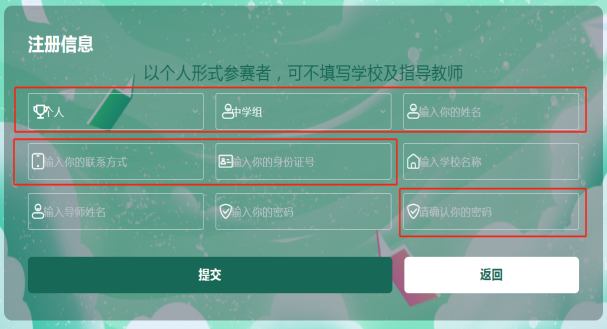 注册信息
以个人形式参赛者，可不填写学校及指导教师
个人 中学组 输入你的姓名
输入你的联系方式 输入你的身份证号 输入学校名称
输入导师姓名 输入你的密码 请确认你的密码
提交 返回